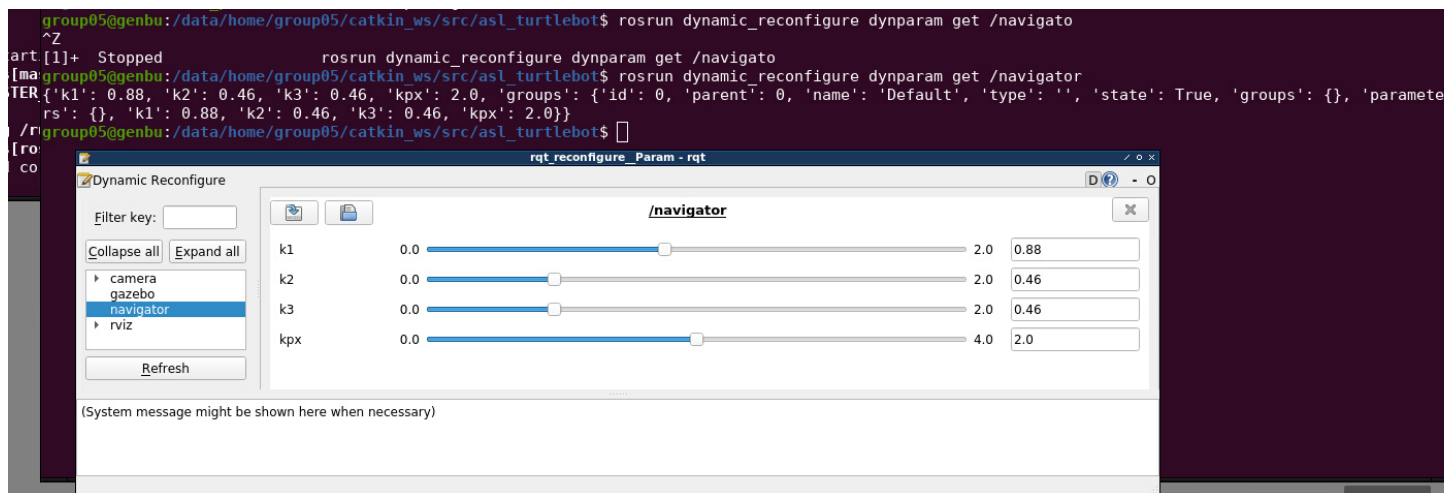 group05@genbu:/data/home/group05/catkin_ws/src/asl_turtlebot$ rosrun dynamic_reconfigure dynparam get /navigato
^Z
[1]+  Stopped                 rosrun dynamic_reconfigure dynparam get /navigato
group05@genbu:/data/home/group05/catkin_ws/src/asl_turtlebot$ rosrun dynamic_reconfigure dynparam get /navigator
{'k1': 0.88, 'k2': 0.46, 'k3': 0.46, 'kpx': 2.0, 'groups': {'id': 0, 'parent': 0, 'name': 'Default', 'type': '', 'state': True, 'groups': {}, 'paramete
rs': {}, 'k1': 0.88, 'k2': 0.46, 'k3': 0.46, 'kpx': 2.0}}
group05@genbu:/data/home/group05/catkin_ws/src/asl_turtlebot$
art
[ma
TER
/r
[ro
co
rqt_reconfigure__Param - rqt
Dynamic Reconfigure
D ? - O
Filter key:
Collapse all Expand all
camera
gazebo
navigator
rviz
Refresh
/navigator
k1 0.0 2.0 0.88
k2 0.0 2.0 0.46
k3 0.0 2.0 0.46
kpx 0.0 4.0 2.0
(System message might be shown here when necessary)